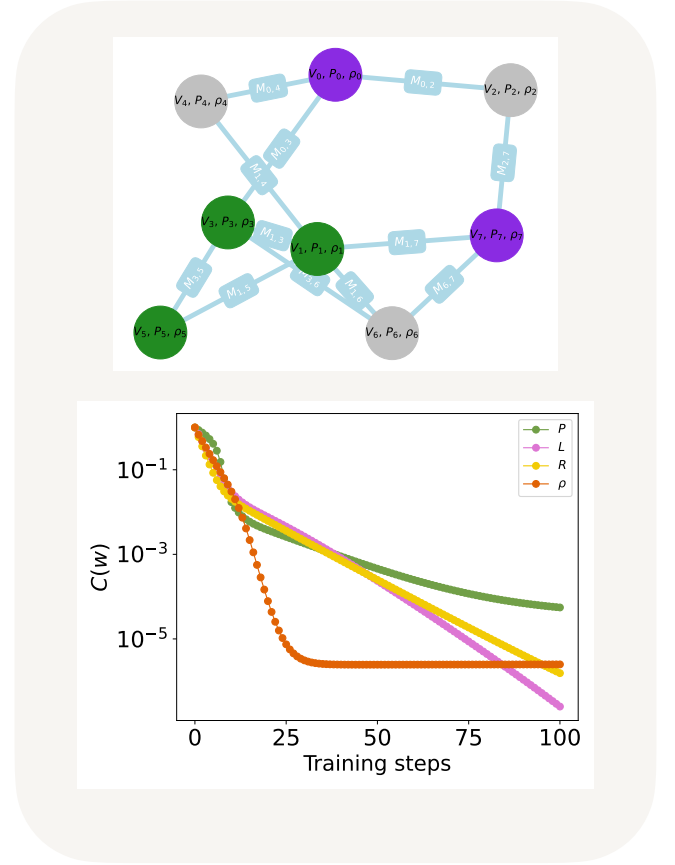 V₀, P₀, ρ₀
M₀,₄
M₀,₂
V₄, P₄, ρ₄
V₂, P₂, ρ₂
M₀,₃
M₂,₇
M₁,₄
V₃, P₃, ρ₃
M₁,₃
V₁, P₁, ρ₁
M₁,₇
V₇, P₇, ρ₇
M₃,₅
M₁,₅
M₃,₆
M₁,₆
M₆,₇
V₅, P₅, ρ₅
V₆, P₆, ρ₆
P
L
R
ρ
10⁻¹
10⁻³
10⁻⁵
C(w)
0 25 50 75 100
Training steps